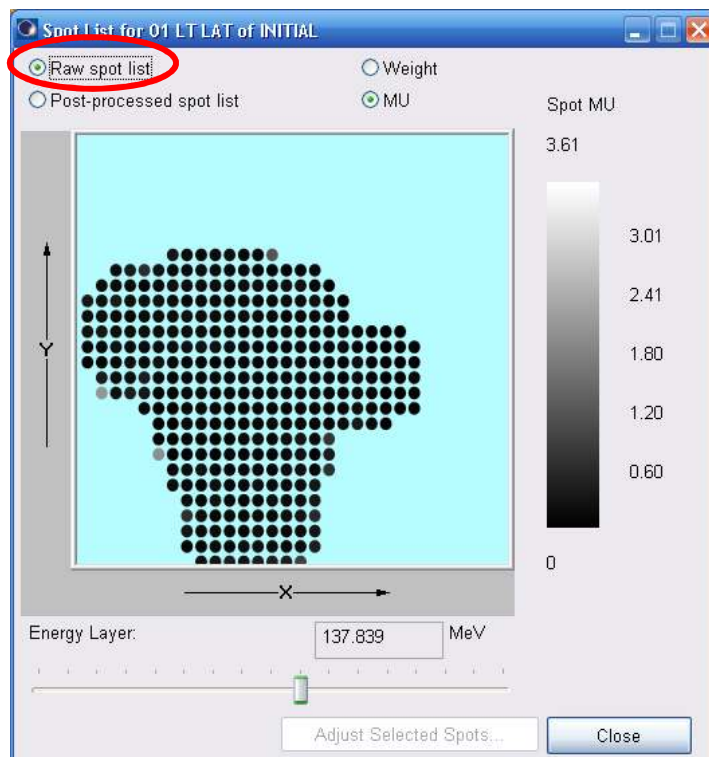 Spot List for 01 LT LAT of INITIAL
Raw spot list
Weight
Post-processed spot list
MU
Spot MU
3.61
3.01
2.41
1.80
1.20
0.60
0
Y
X
Energy Layer:
137.839
MeV
Adjust Selected Spots...
Close